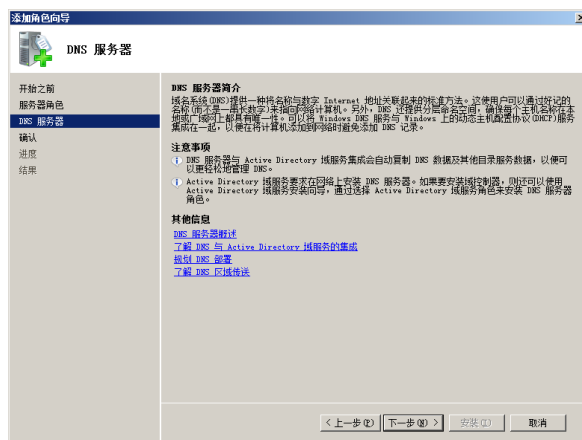 添加角色向导
DNS 服务器
开始之前
服务器角色
DNS 服务器
确认
进度
结果
DNS 服务器简介
域名系统(DNS)提供一种将名称与数字 Internet 地址关联起来的标准方法。这使用户可以通过好记的
名称(而不是一串长数字)来指向网络计算机。另外，DNS 还提供分层命名空间，确保每个主机名称在本
地或广域网上都具有唯一性。可以将 Windows DNS 服务与 Windows 上的动态主机配置协议(DHCP)服务
集成在一起，以便在将计算机添加到网络时避免添加 DNS 记录。
注意事项
DNS 服务器与 Active Directory 域服务集成会自动复制 DNS 数据及其他目录服务数据，以便可
以更轻松地管理 DNS。
Active Directory 域服务要求在网络上安装 DNS 服务器。如果要安装域控制器，则还可以使用
Active Directory 域服务安装向导，通过选择 Active Directory 域服务角色来安装 DNS 服务器
角色。
其他信息
DNS 服务器概述
了解 DNS 与 Active Directory 域服务的集成
规划 DNS 部署
了解 DNS 区域传送
< 上一步(P) 下一步(N) > 安装(I) 取消